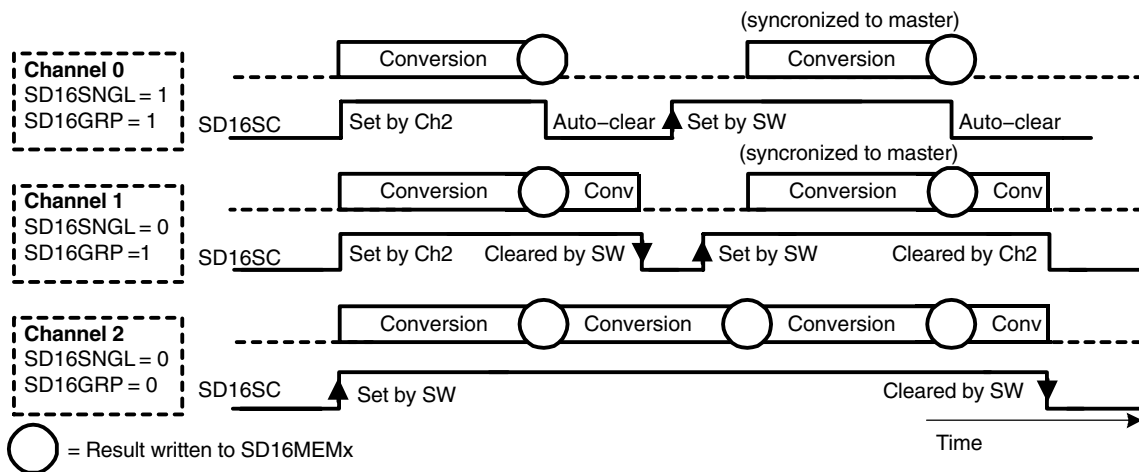 (syncronized to master)
Conversion Conversion
Channel 0
SD16SNGL = 1
SD16GRP = 1
SD16SC Set by Ch2 Auto−clear Set by SW Auto−clear
(syncronized to master)
Conversion Conv Conversion Conv
Channel 1
SD16SNGL = 0
SD16GRP =1
SD16SC Set by Ch2 Cleared by SW Set by SW Cleared by Ch2
Conversion Conversion Conversion Conv
Channel 2
SD16SNGL = 0
SD16GRP = 0
SD16SC Set by SW Cleared by SW
= Result written to SD16MEMx
Time